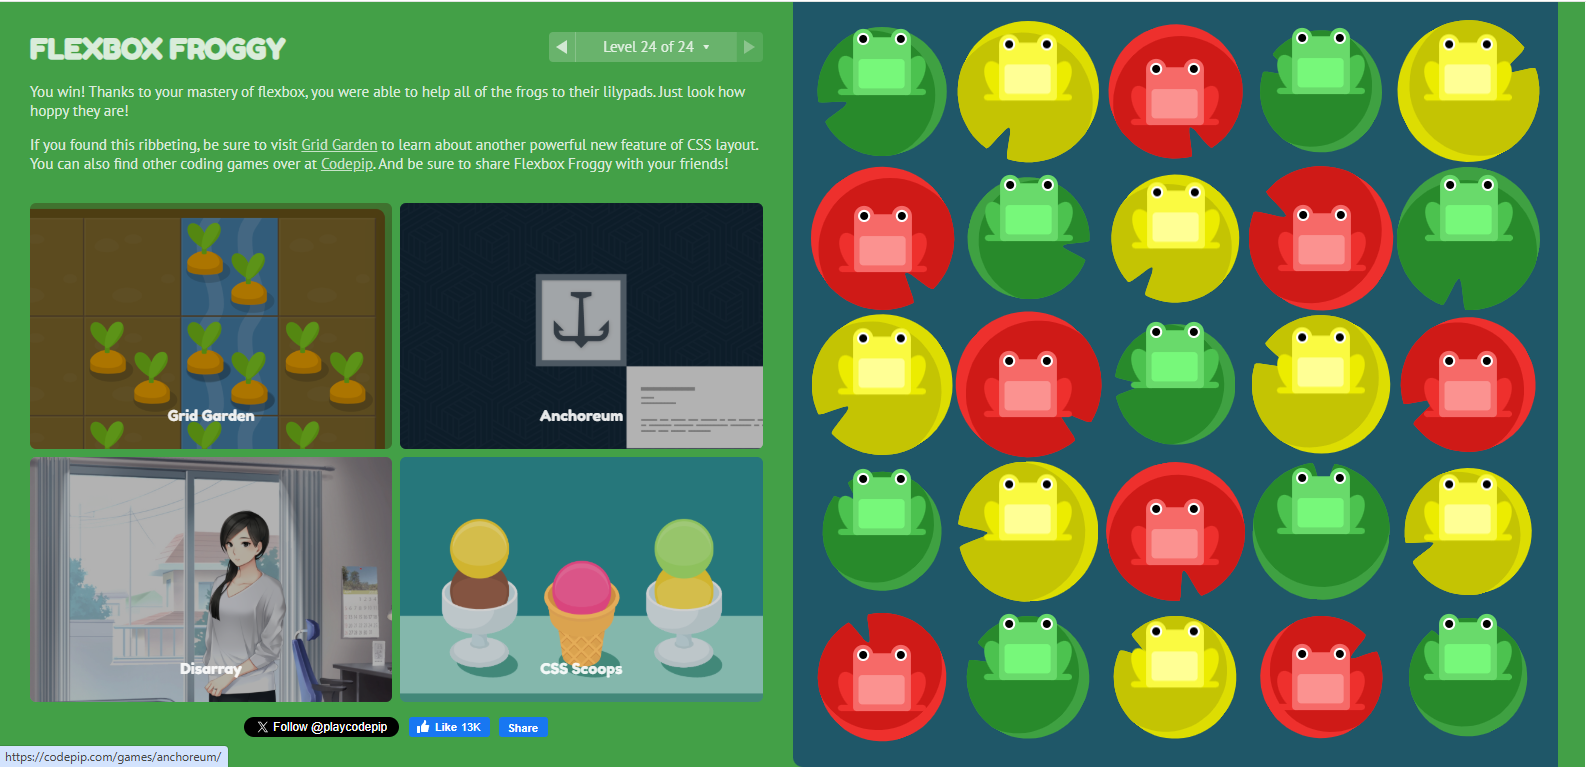 FLEXBOX FROGGY
Level 24 of 24
You win! Thanks to your mastery of flexbox, you were able to help all of the frogs to their lilypads. Just look how
hoppy they are!
If you found this ribbeting, be sure to visit Grid Garden to learn about another powerful new feature of CSS layout.
You can also find other coding games over at Codepip. And be sure to share Flexbox Froggy with your friends!
Grid Garden
Anchoreum
Disarray
CSS Scoops
Follow @playcodepip
Like 13K
Share
https://codepip.com/games/anchoreum/